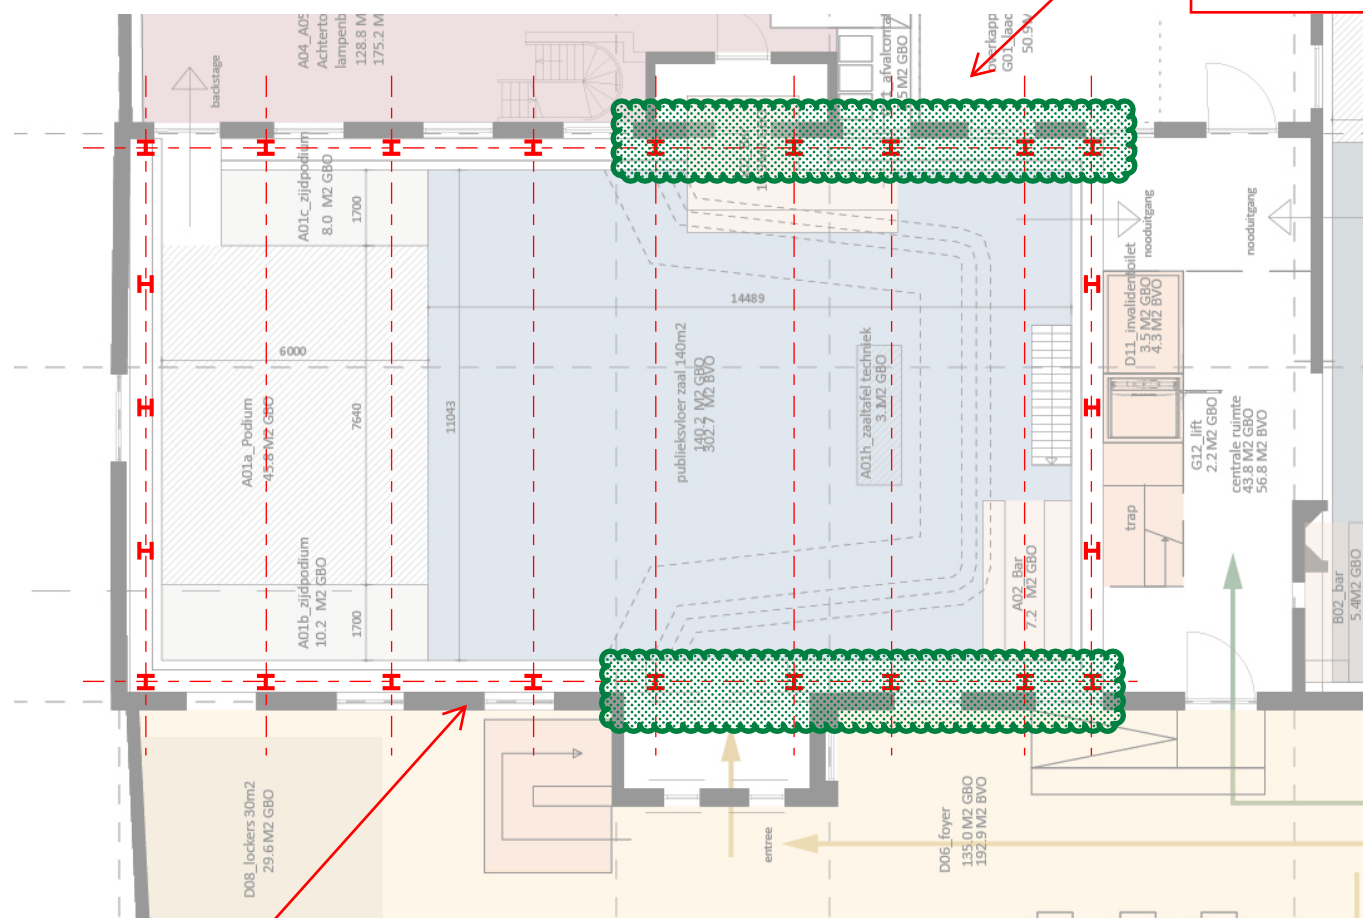 A04_A05
Achterto
lampenb
128.8 M
175.2 M
backstage
afvalconta
5 M2 GBO
overkapp
G01_laad
50.9
A01c_zijdpodium
8.0 M2 GBO
1700
nooduitgang
nooduitgang
14489
6000
D11_invalidentoilet
3.5 M2 GBO
4.3 M2 BVO
publieksvloer zaal 140m2
140.2 M2 GBO
302.7 M2 BVO
A01h_zaaltafel techniek
3.1M2 GBO
A01a_Podium
45.8 M2 GBO
7640
11043
G12_lift
2.2 M2 GBO
centrale ruimte
43.8 M2 GBO
56.8 M2 BVO
trap
A01b_zijdpodium
10.2 M2 GBO
1700
A02_Bar
7.2 M2 GBO
B02_bar
5.4M2 GBO
D08_lockers 30m2
29.6 M2 GBO
entree
D06_foyer
135.0 M2 GBO
192.9 M2 BVO